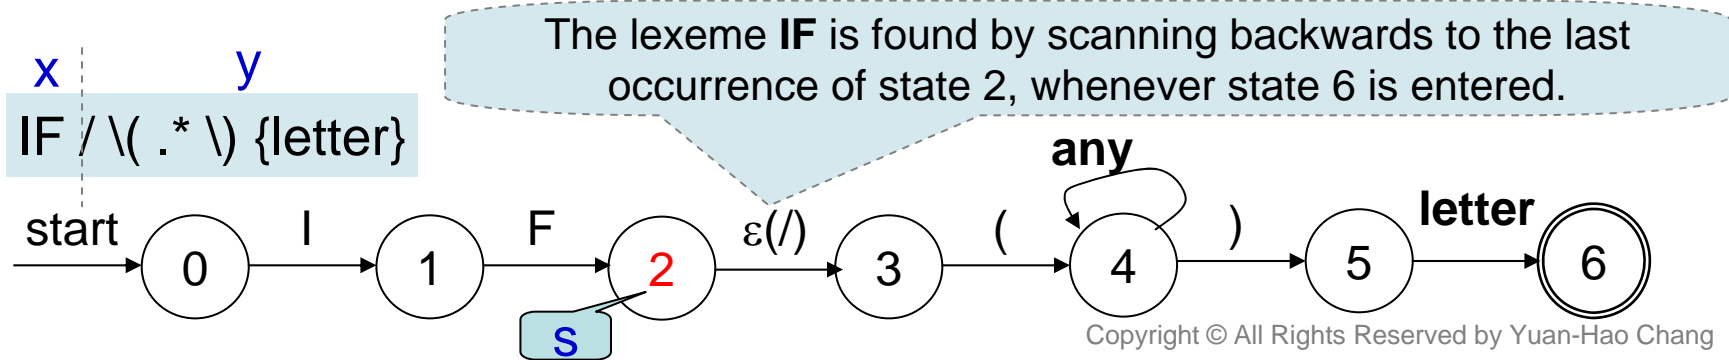 The lexeme IF is found by scanning backwards to the last
occurrence of state 2, whenever state 6 is entered.
x y
IF / \( .* \) {letter}
any
start I F ε(/) ( ) letter
0 1 2 3 4 5 6
s
Copyright © All Rights Reserved by Yuan-Hao Chang